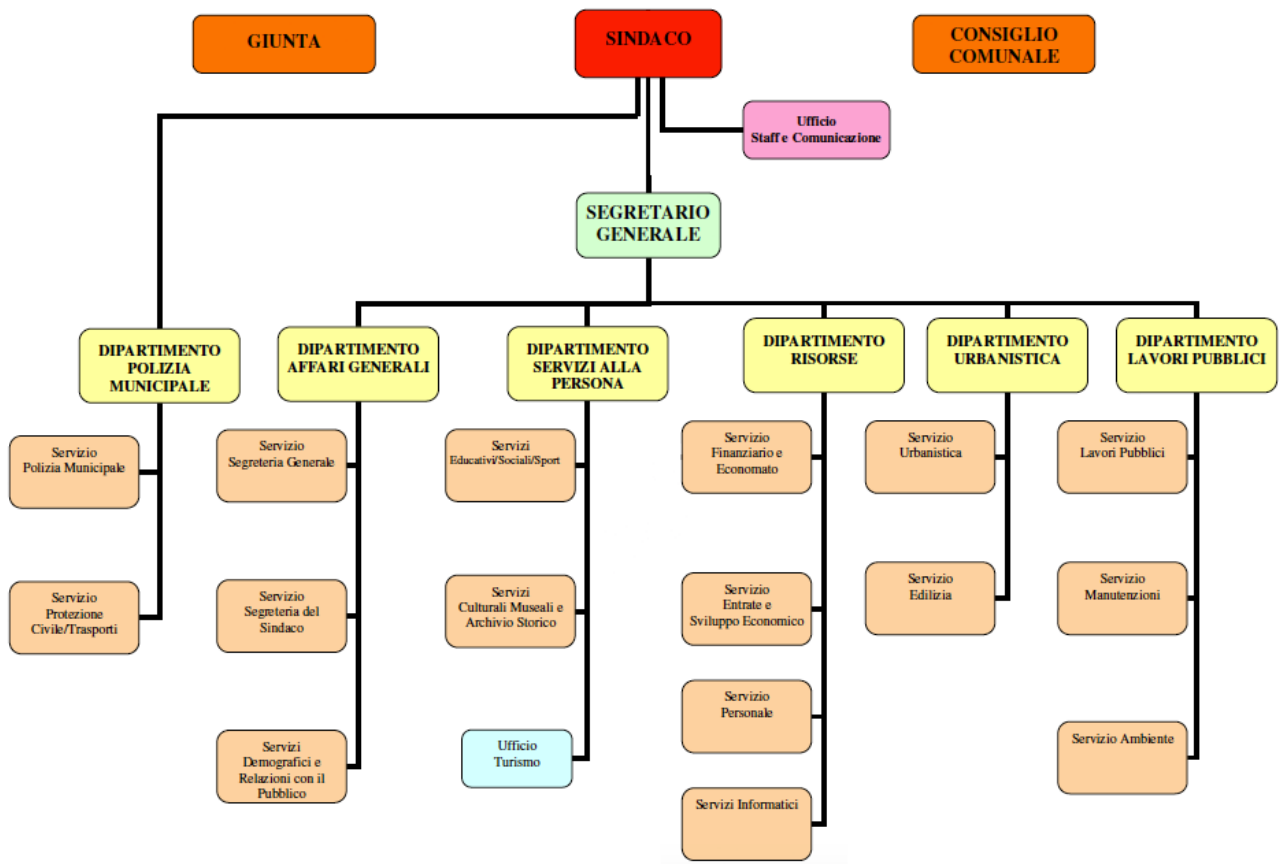 GIUNTA
SINDACO
CONSIGLIO
COMUNALE
Ufficio
Staff e Comunicazione
SEGRETARIO
GENERALE
DIPARTIMENTO
POLIZIA
MUNICIPALE
DIPARTIMENTO
AFFARI GENERALI
DIPARTIMENTO
SERVIZI ALLA
PERSONA
DIPARTIMENTO
RISORSE
DIPARTIMENTO
URBANISTICA
DIPARTIMENTO
LAVORI PUBBLICI
Servizio
Polizia Municipale
Servizio
Segreteria Generale
Servizi
Educativi/Sociali/Sport
Servizio
Finanziario e
Economato
Servizio
Urbanistica
Servizio
Lavori Pubblici
Servizio
Protezione
Civile/Trasporti
Servizio
Segreteria del
Sindaco
Servizi
Culturali Museali e
Archivio Storico
Servizio
Entrate e
Sviluppo Economico
Servizio
Edilizia
Servizio
Manutenzioni
Servizi
Demografici e
Relazioni con il
Pubblico
Ufficio
Turismo
Servizio
Personale
Servizio Ambiente
Servizi Informatici